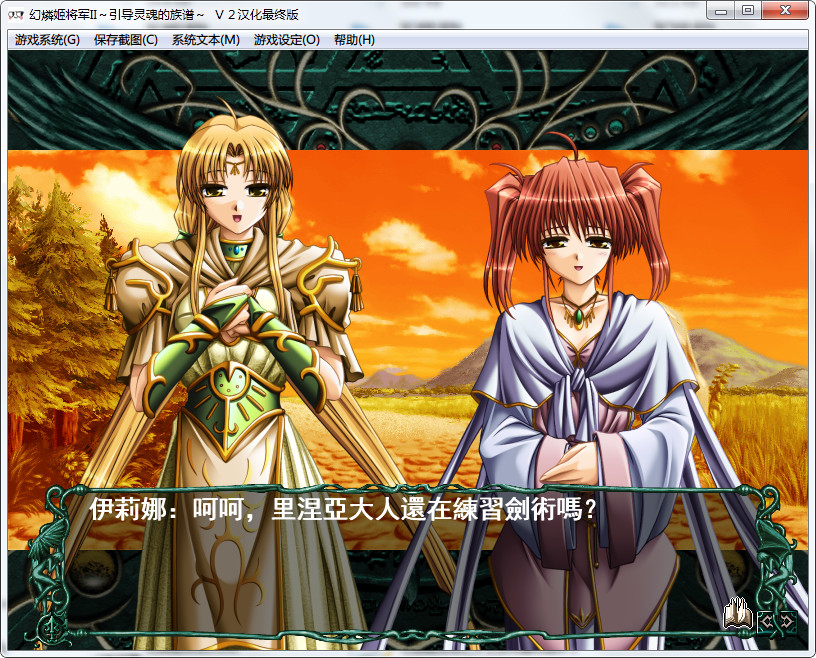 幻燐姬将军II～引导灵魂的族谱～ Ｖ２汉化最终版
游戏系统(G) 保存截图(C) 系统文本(M) 游戏设定(O) 帮助(H)
伊莉娜：呵呵，里涅亞大人還在練習劍術嗎？